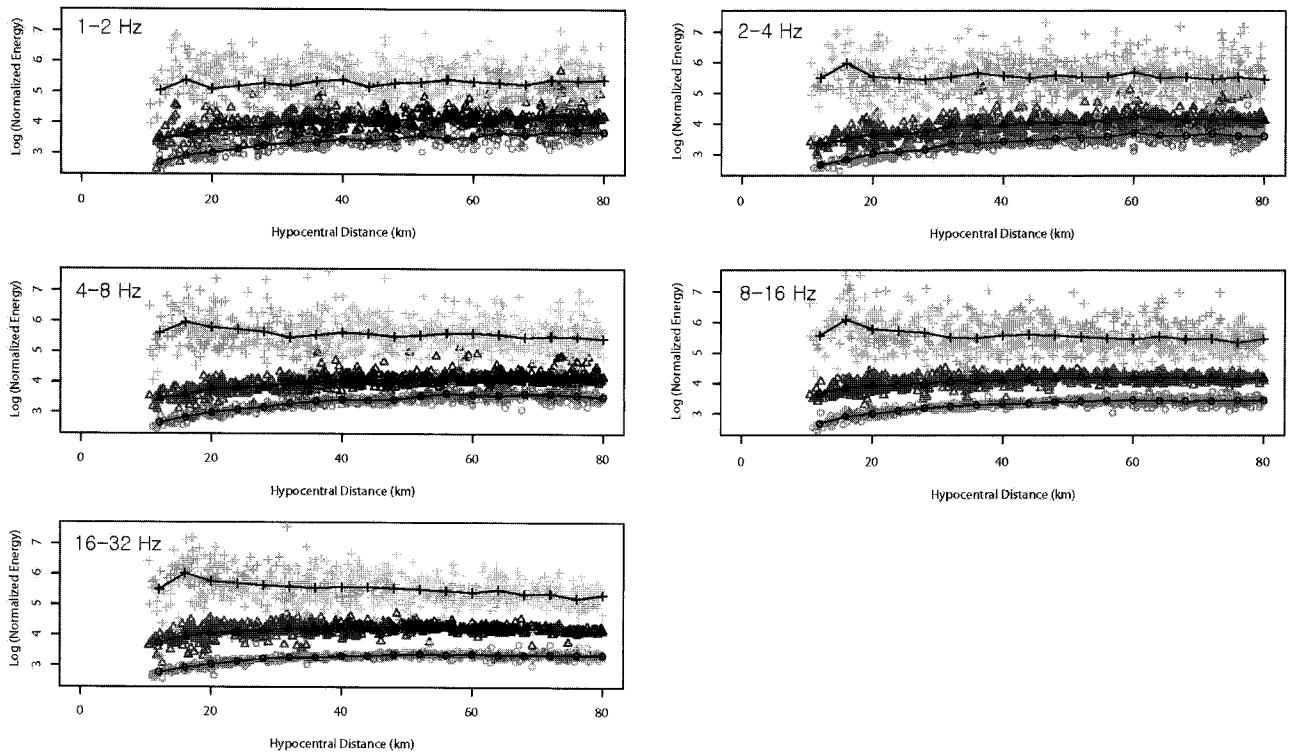 1-2 Hz
7
6
5
4
3
Log (Normalized Energy)
0 20 40 60 80
Hypocentral Distance (km)
2-4 Hz
7
6
5
4
3
Log (Normalized Energy)
0 20 40 60 80
Hypocentral Distance (km)
4-8 Hz
7
6
5
4
3
Log (Normalized Energy)
0 20 40 60 80
Hypocentral Distance (km)
8-16 Hz
7
6
5
4
3
Log (Normalized Energy)
0 20 40 60 80
Hypocentral Distance (km)
16-32 Hz
7
6
5
4
3
Log (Normalized Energy)
0 20 40 60 80
Hypocentral Distance (km)